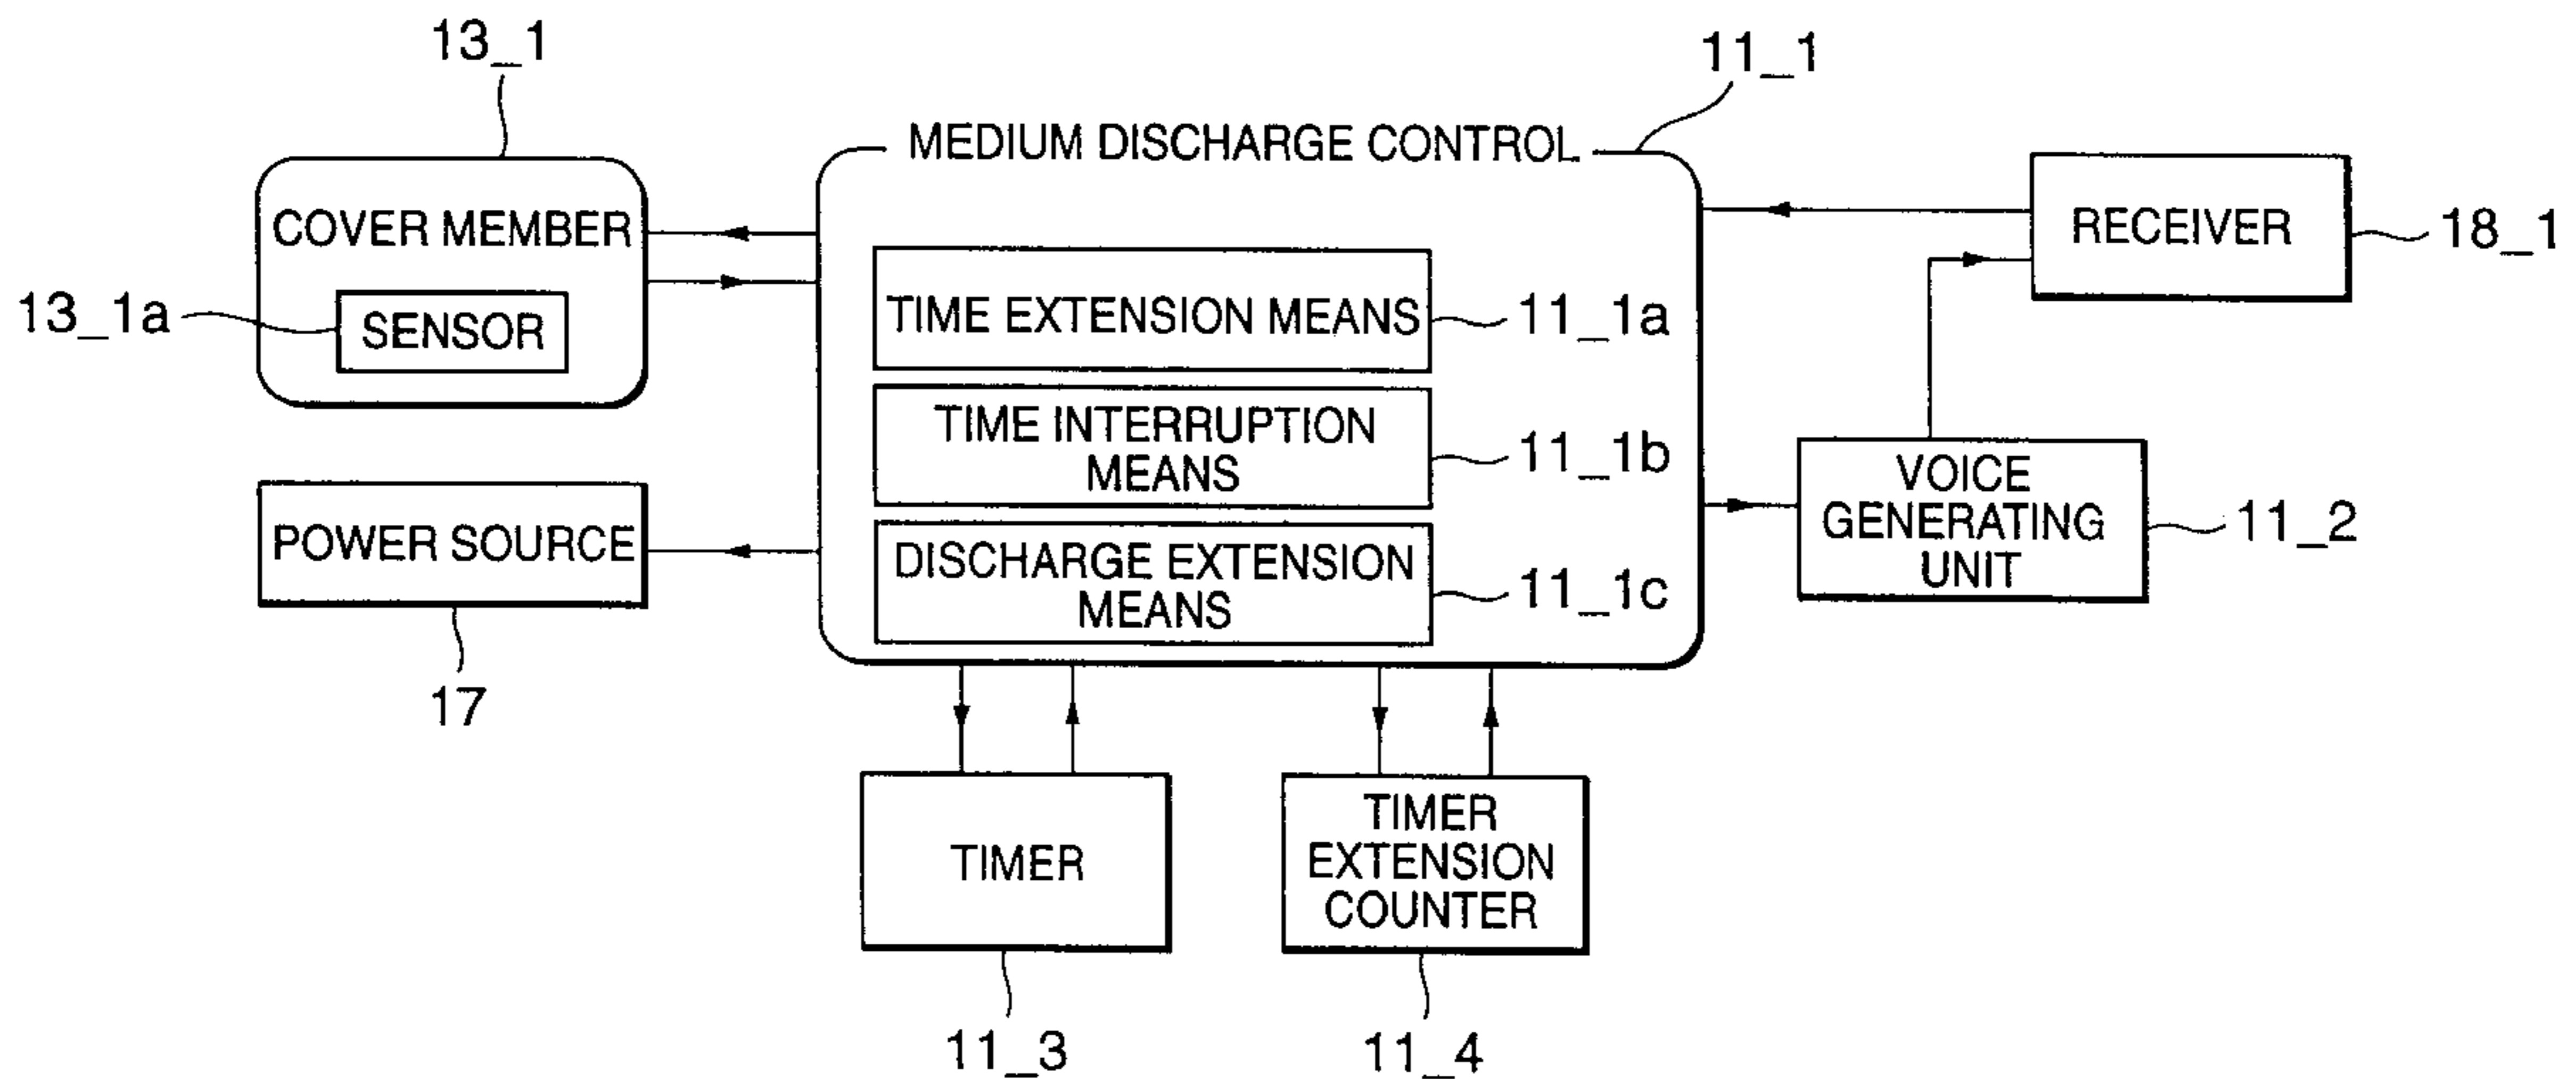 13_1
11_1
MEDIUM DISCHARGE CONTROL
COVER MEMBER
RECEIVER
18_1
13_1a
SENSOR
TIME EXTENSION MEANS
11_1a
TIME INTERRUPTION
MEANS
11_1b
VOICE
GENERATING
UNIT
11_2
POWER SOURCE
DISCHARGE EXTENSION
MEANS
11_1c
17
TIMER
TIMER
EXTENSION
COUNTER
11_3
11_4